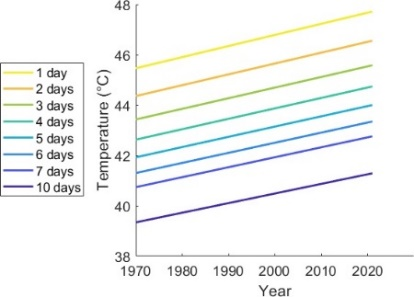 48
46
44
42
40
38
Temperature (°C)
1 day
2 days
3 days
4 days
5 days
6 days
7 days
10 days
1970 1980 1990 2000 2010 2020
Year